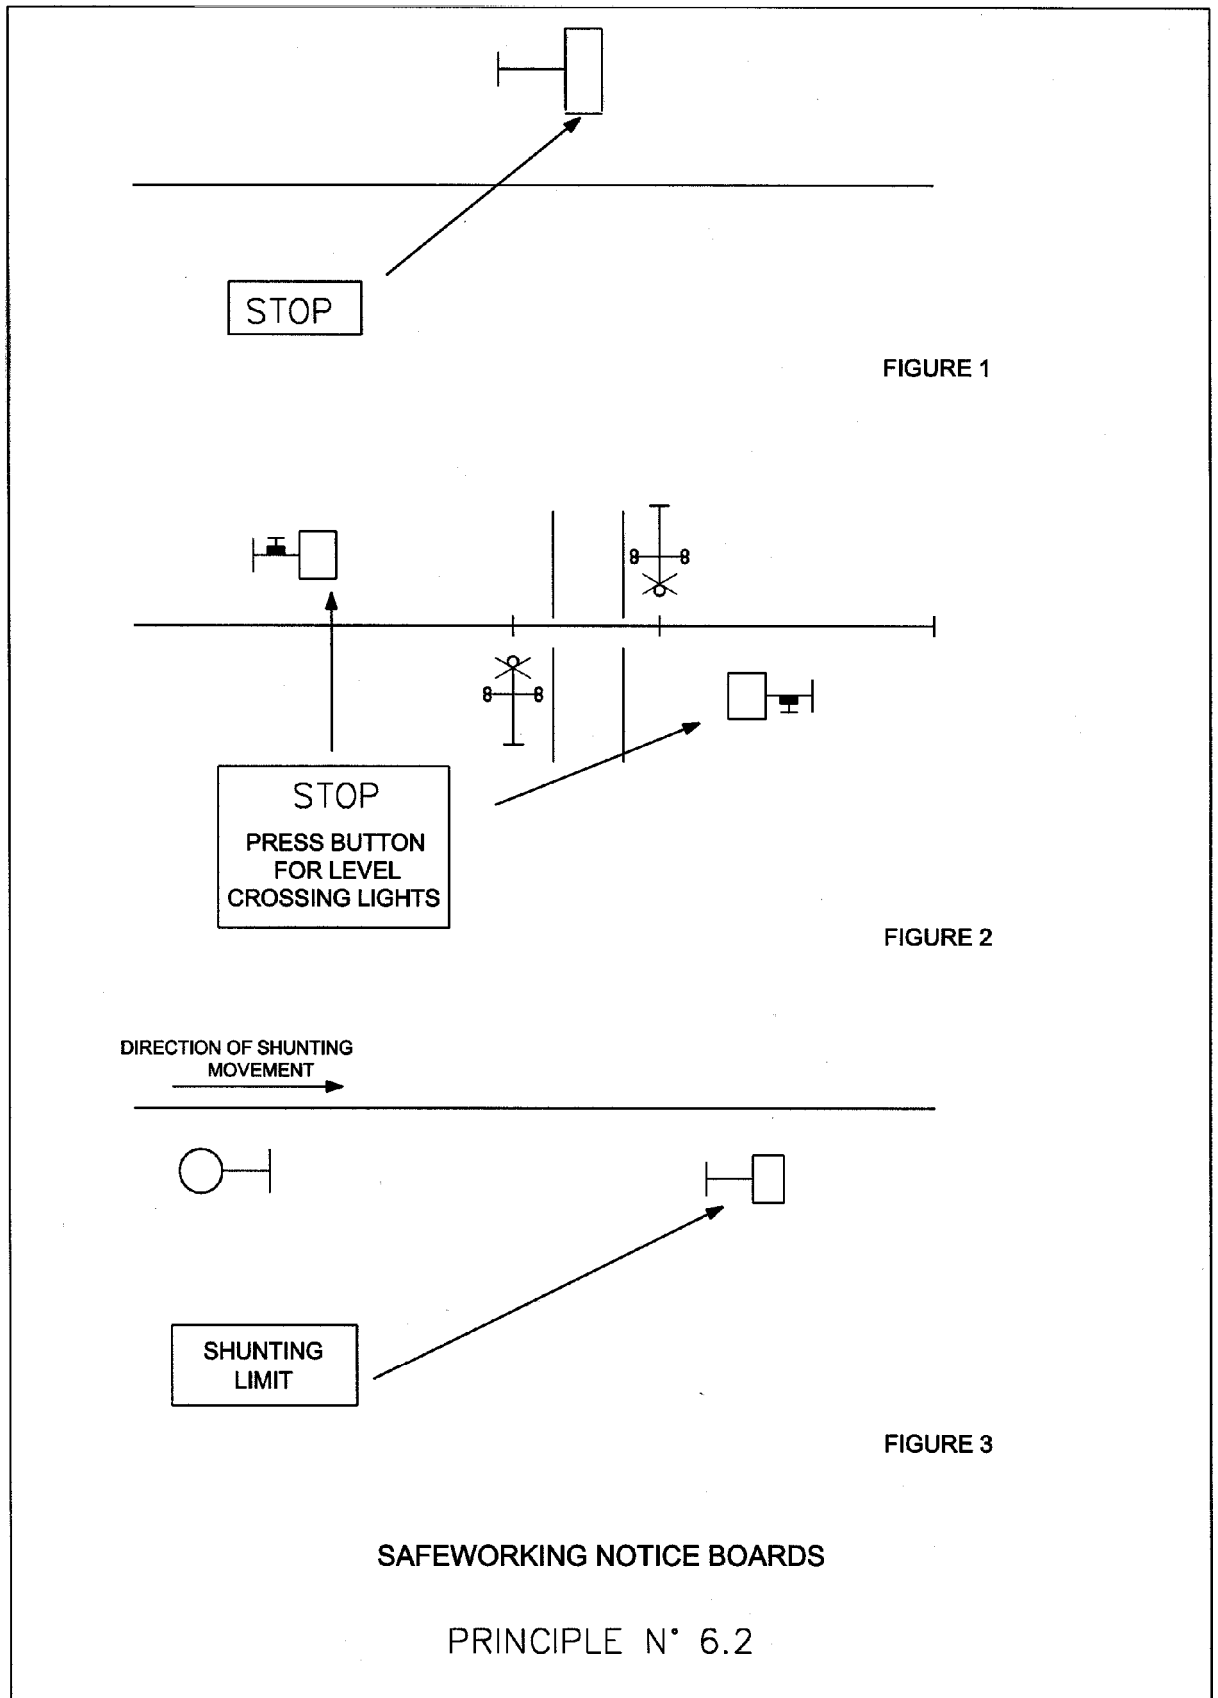 STOP
FIGURE 1
STOP
PRESS BUTTON
FOR LEVEL
CROSSING LIGHTS
FIGURE 2
DIRECTION OF SHUNTING
MOVEMENT
SHUNTING
LIMIT
FIGURE 3
SAFEWORKING NOTICE BOARDS
PRINCIPLE N° 6.2